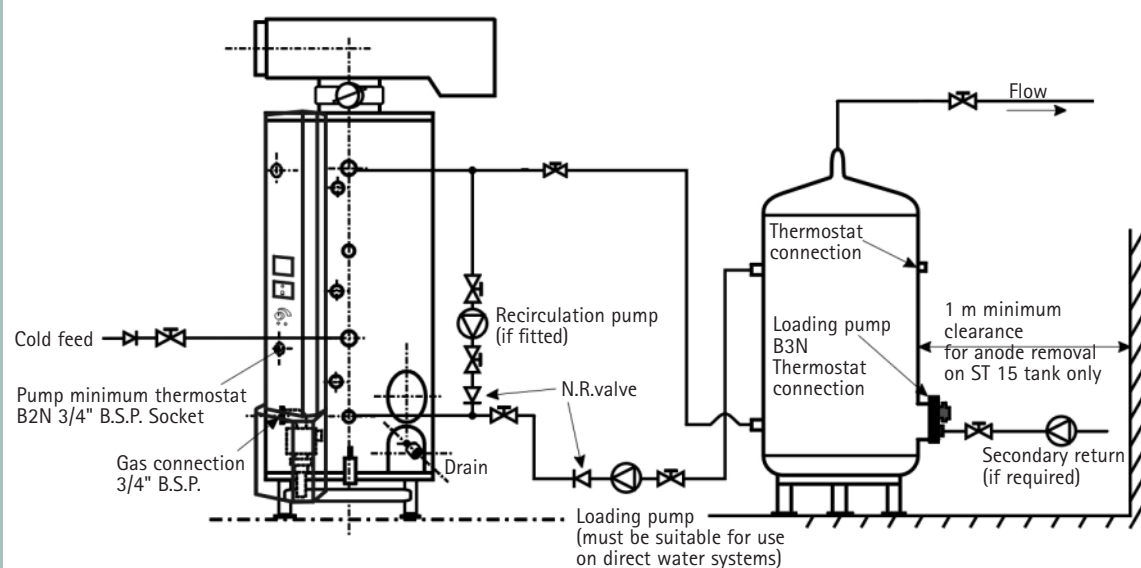 Flow
Thermostat
connection
Cold feed
Recirculation pump
(if fitted)
Loading pump
B3N
Thermostat
connection
1 m minimum
clearance
for anode removal
on ST 15 tank only
Pump minimum thermostat
B2N 3/4" B.S.P. Socket
N.R.valve
Gas connection
3/4" B.S.P.
Drain
Secondary return
(if required)
Loading pump
(must be suitable for use
on direct water systems)